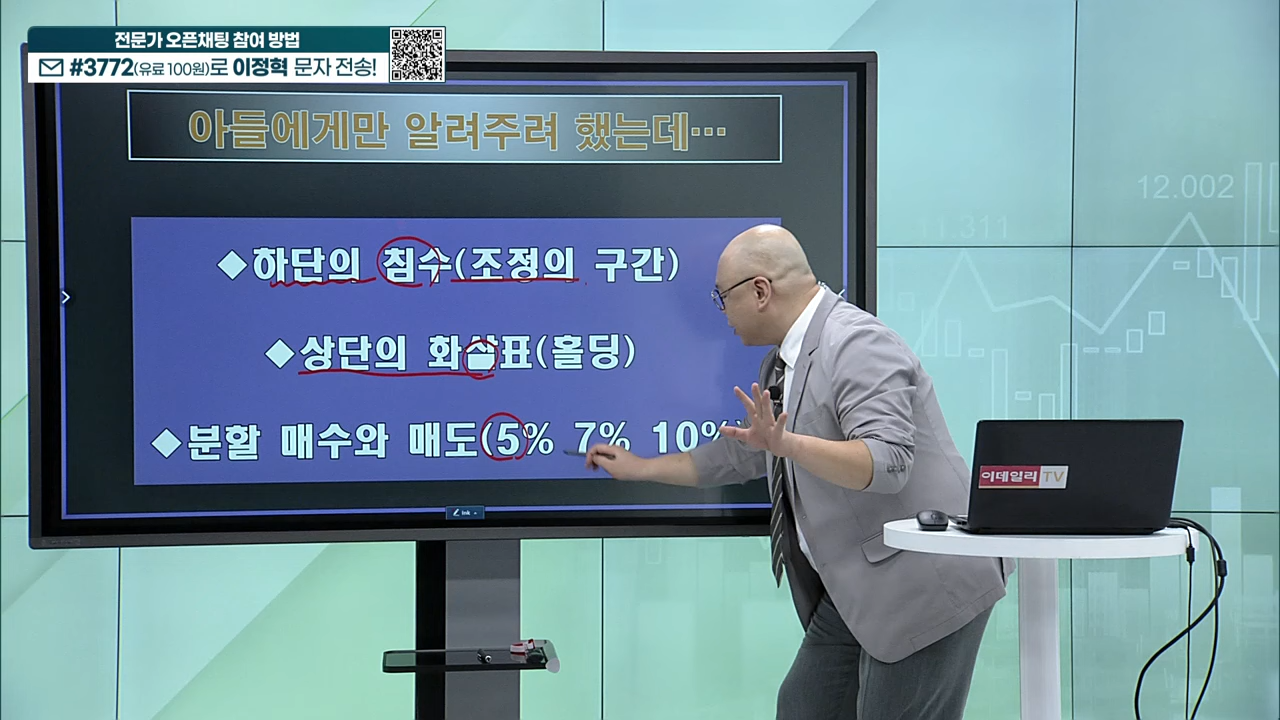 전문가 오픈채팅 참여 방법
#3772(유료 100원)로 이정혁 문자 전송!
아들에게만 알려주려 했는데…
◆하단의 침수(조정의 구간)
◆상단의 화살표(홀딩)
◆분할 매수와 매도(5% 7% 10%)
Ink
이데일리TV
12.002
11.311